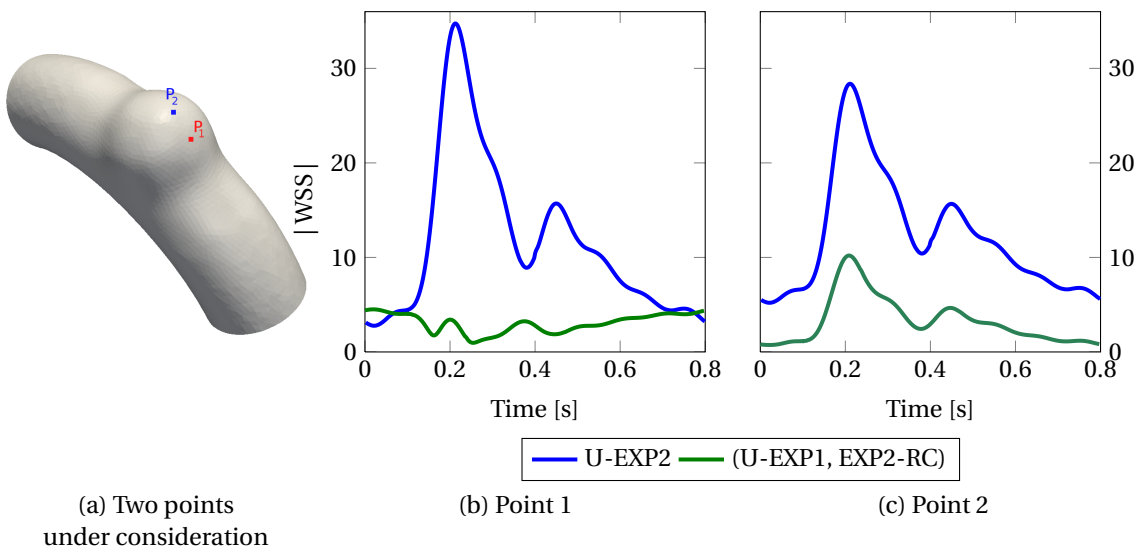 P2
P1
|WSS|
30
20
10
0
0 0.2 0.4 0.6 0.8
Time [s]
30
20
10
0
0 0.2 0.4 0.6 0.8
Time [s]
U-EXP2 (U-EXP1, EXP2-RC)
(a) Two points
under consideration
(b) Point 1
(c) Point 2